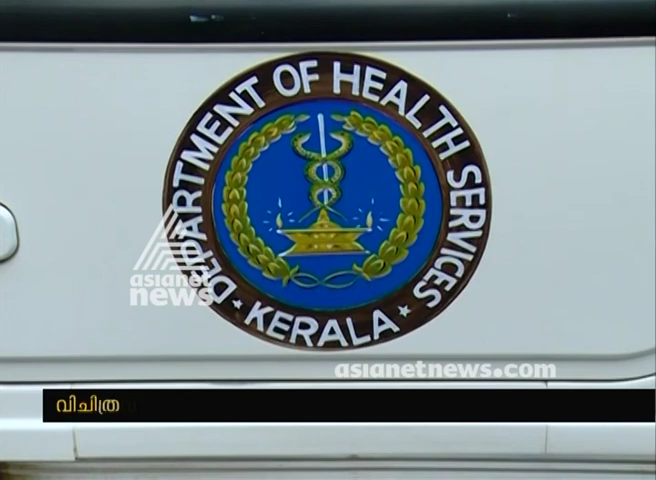 DEPARTMENT OF HEALTH SERVICES
KERALA
asianet
news
asianetnews.com
വിചിത്ര